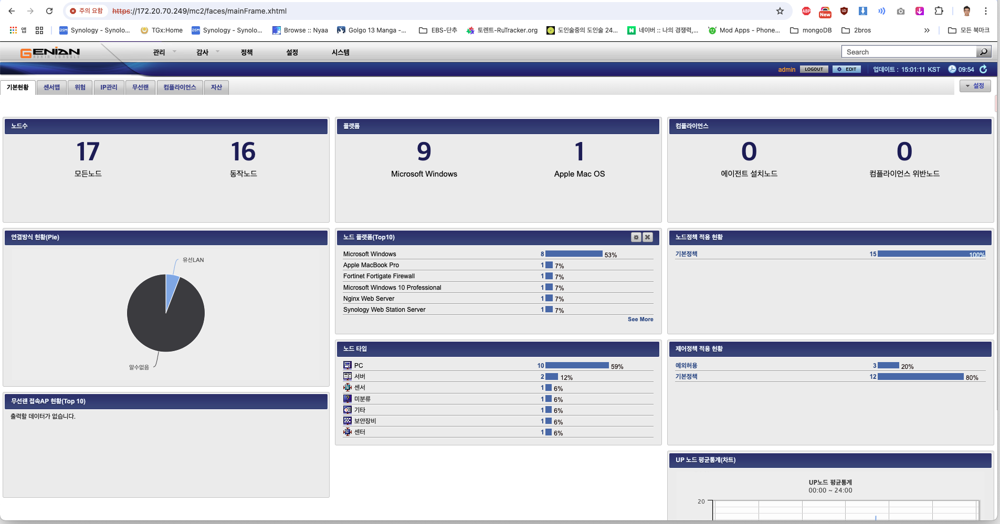 주의 요함 https://172.20.70.249/mc2/faces/mainFrame.xhtml
ABP New
앱 DSM Synology - Synolo... TGx:Home DSM Synology - Synolo... Browse :: Nyaa Golgo 13 Manga -... EBS-단추 토렌트-RuTracker.org 도인술중의 도인술 24... N 네이버 :: 나의 경쟁력,... Mod Apps - Phone... mongoDB 2bros » 모든 북마크
GENIAN 관리 감사 정책 설정 시스템 Search
ADMIN CONSOLE
admin LOGOUT EDIT 업데이트 : 15:01:11 KST 09:54
기본현황 센서맵 위험 IP관리 무선랜 컴플라이언스 자산 설정
노드수
17 16
모든노드 동작노드
플랫폼
9 1
Microsoft Windows Apple Mac OS
컴플라이언스
0 0
에이전트 설치노드 컴플라이언스 위반노드
연결방식 현황(Pie)
유선LAN
알수없음
노드 플랫폼(Top10)
Microsoft Windows 8 53%
Apple MacBook Pro 1 7%
Fortinet Fortigate Firewall 1 7%
Microsoft Windows 10 Professional 1 7%
Nginx Web Server 1 7%
Synology Web Station Server 1 7%
See More
노드정책 적용 현황
기본정책 15 100%
노드 타입
PC 10 59%
서버 2 12%
센서 1 6%
미분류 1 6%
기타 1 6%
보안장비 1 6%
센터 1 6%
제어정책 적용 현황
예외허용 3 20%
기본정책 12 80%
무선랜 접속AP 현황(Top 10)
출력할 데이터가 없습니다.
UP 노드 평균통계(차트)
UP노드 평균통계
00:00 ~ 24:00
20